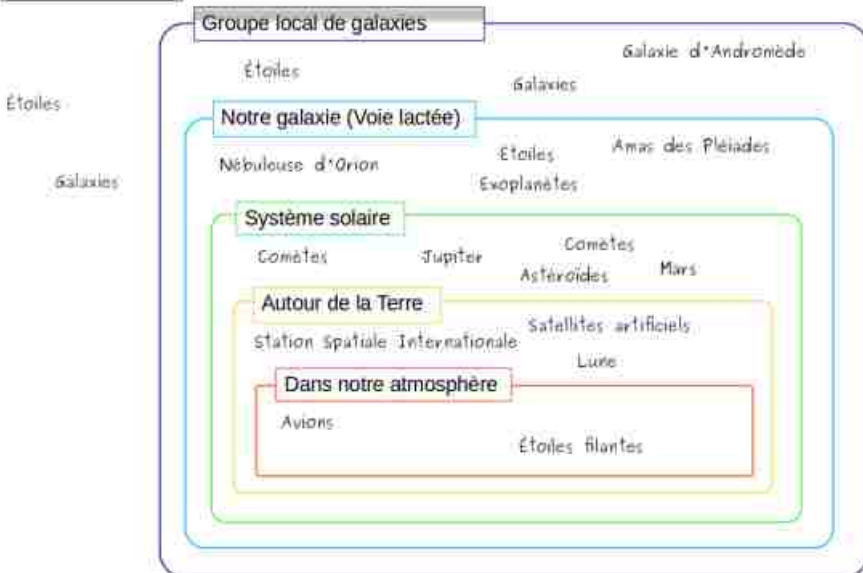 Groupe local de galaxies
Galaxie d'Andromède
Étoiles
Galaxies
Étoiles
Notre galaxie (Voie lactée)
Amas des Pléiades
Étoiles
Nébuleuse d'Orion
Galaxies
Exoplanètes
Système solaire
Comètes
Comètes
Jupiter
Mars
Astéroïdes
Autour de la Terre
Satellites artificiels
Station Spatiale Internationale
Lune
Dans notre atmosphère
Avions
Étoiles filantes